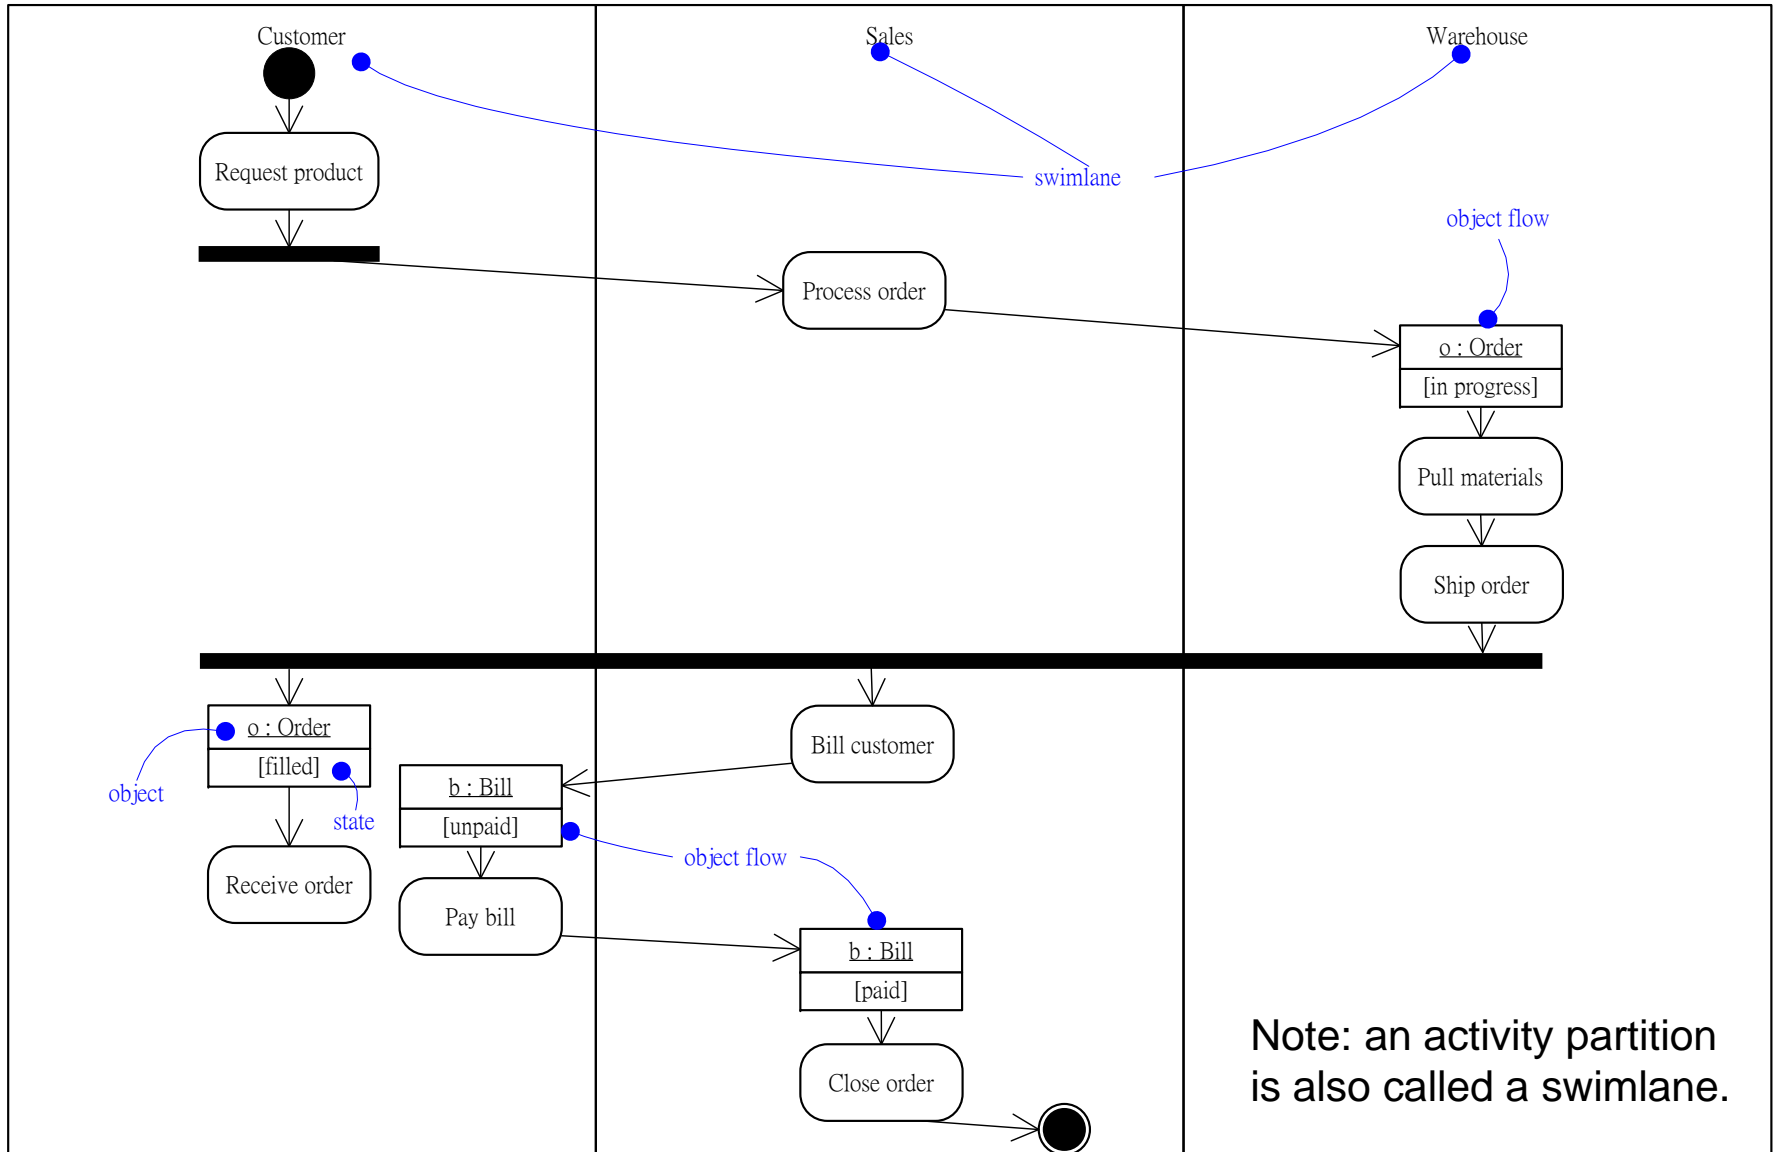 Customer
Sales
Warehouse
Request product
swimlane
object flow
Process order
o : Order
[in progress]
Pull materials
Ship order
o : Order
[filled]
object
state
Bill customer
b : Bill
[unpaid]
object flow
Receive order
Pay bill
b : Bill
[paid]
Close order
Note: an activity partition
is also called a swimlane.